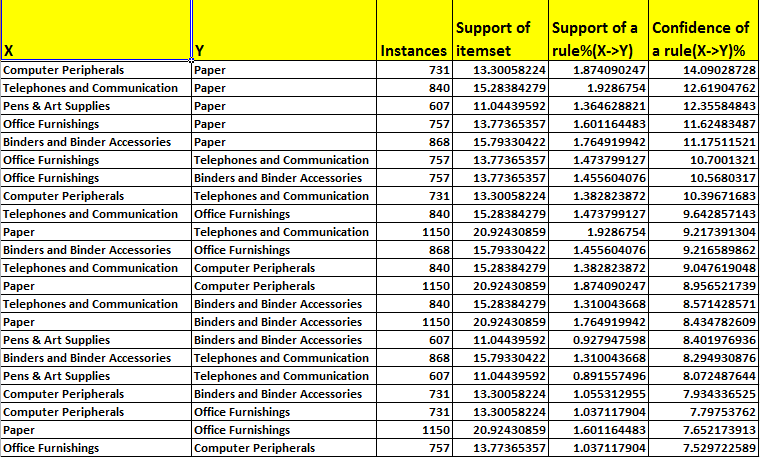 X Y Instances Support of itemset Support of a rule%(X->Y) Confidence of a rule(X->Y)%
Computer Peripherals Paper 731 13.30058224 1.874090247 14.09028728
Telephones and Communication Paper 840 15.28384279 1.9286754 12.61904762
Pens & Art Supplies Paper 607 11.04439592 1.364628821 12.35584843
Office Furnishings Paper 757 13.77365357 1.601164483 11.62483487
Binders and Binder Accessories Paper 868 15.79330422 1.764919942 11.17511521
Office Furnishings Telephones and Communication 757 13.77365357 1.473799127 10.7001321
Office Furnishings Binders and Binder Accessories 757 13.77365357 1.455604076 10.5680317
Computer Peripherals Telephones and Communication 731 13.30058224 1.382823872 10.39671683
Telephones and Communication Office Furnishings 840 15.28384279 1.473799127 9.642857143
Paper Telephones and Communication 1150 20.92430859 1.9286754 9.217391304
Binders and Binder Accessories Office Furnishings 868 15.79330422 1.455604076 9.216589862
Telephones and Communication Computer Peripherals 840 15.28384279 1.382823872 9.047619048
Paper Computer Peripherals 1150 20.92430859 1.874090247 8.956521739
Telephones and Communication Binders and Binder Accessories 840 15.28384279 1.310043668 8.571428571
Paper Binders and Binder Accessories 1150 20.92430859 1.764919942 8.434782609
Pens & Art Supplies Binders and Binder Accessories 607 11.04439592 0.927947598 8.401976936
Binders and Binder Accessories Telephones and Communication 868 15.79330422 1.310043668 8.294930876
Pens & Art Supplies Telephones and Communication 607 11.04439592 0.891557496 8.072487644
Computer Peripherals Binders and Binder Accessories 731 13.30058224 1.055312955 7.934336525
Computer Peripherals Office Furnishings 731 13.30058224 1.037117904 7.79753762
Paper Office Furnishings 1150 20.92430859 1.601164483 7.652173913
Office Furnishings Computer Peripherals 757 13.77365357 1.037117904 7.529722589